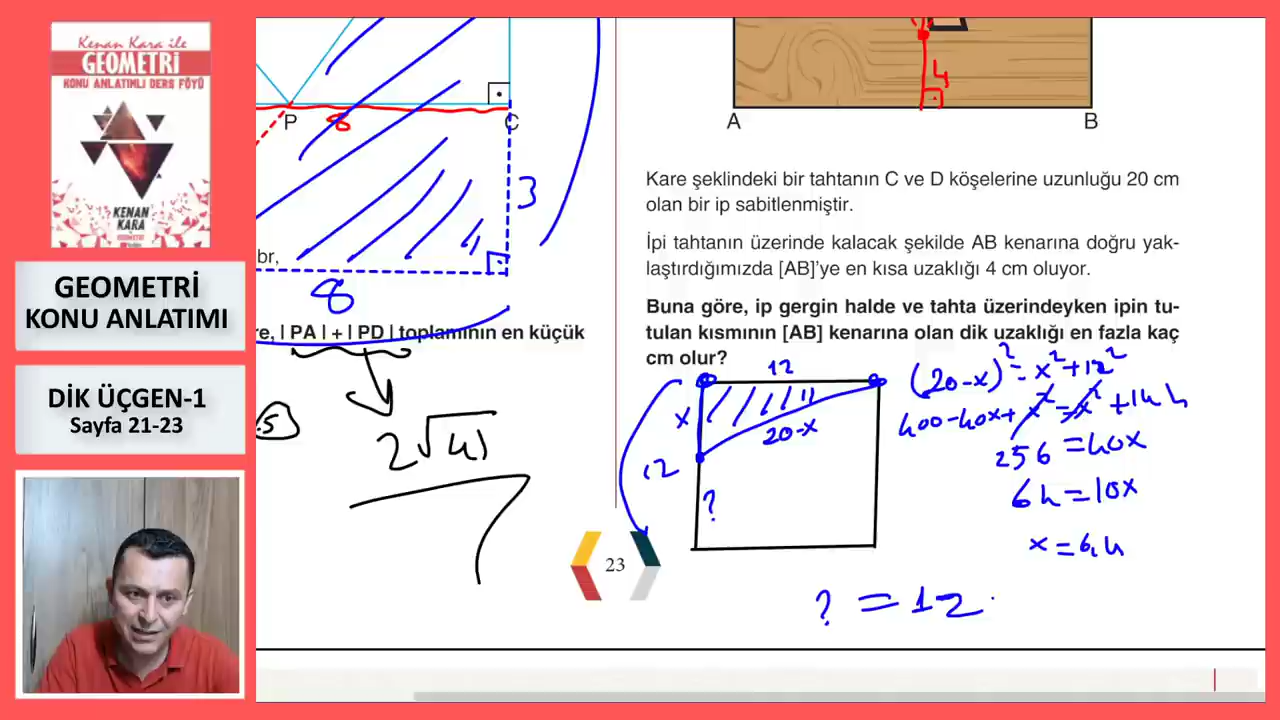 Kenan Kara ile
GEOMETRİ
KONU ANLATIMLI DERS FÖYÜ
KENAN
KARA
GEOMETRİ
KONU ANLATIMI
DİK ÜÇGEN-1
Sayfa 21-23
P
8
C
3
br,
8
re, | PA | + | PD | toplamının en küçük
5
2√41
4
A
B
Kare şeklindeki bir tahtanın C ve D köşelerine uzunluğu 20 cm
olan bir ip sabitlenmiştir.
İpi tahtanın üzerinde kalacak şekilde AB kenarına doğru yak-
laştırdığımızda [AB]'ye en kısa uzaklığı 4 cm oluyor.
Buna göre, ip gergin halde ve tahta üzerindeyken ipin tu-
tulan kısmının [AB] kenarına olan dik uzaklığı en fazla kaç
cm olur?
12
x
20-x
12
?
(20-x)² = x² + 12²
400-40x+x² = x² + 144
256 = 40x
64 = 10x
x = 6,4
? = 12
23